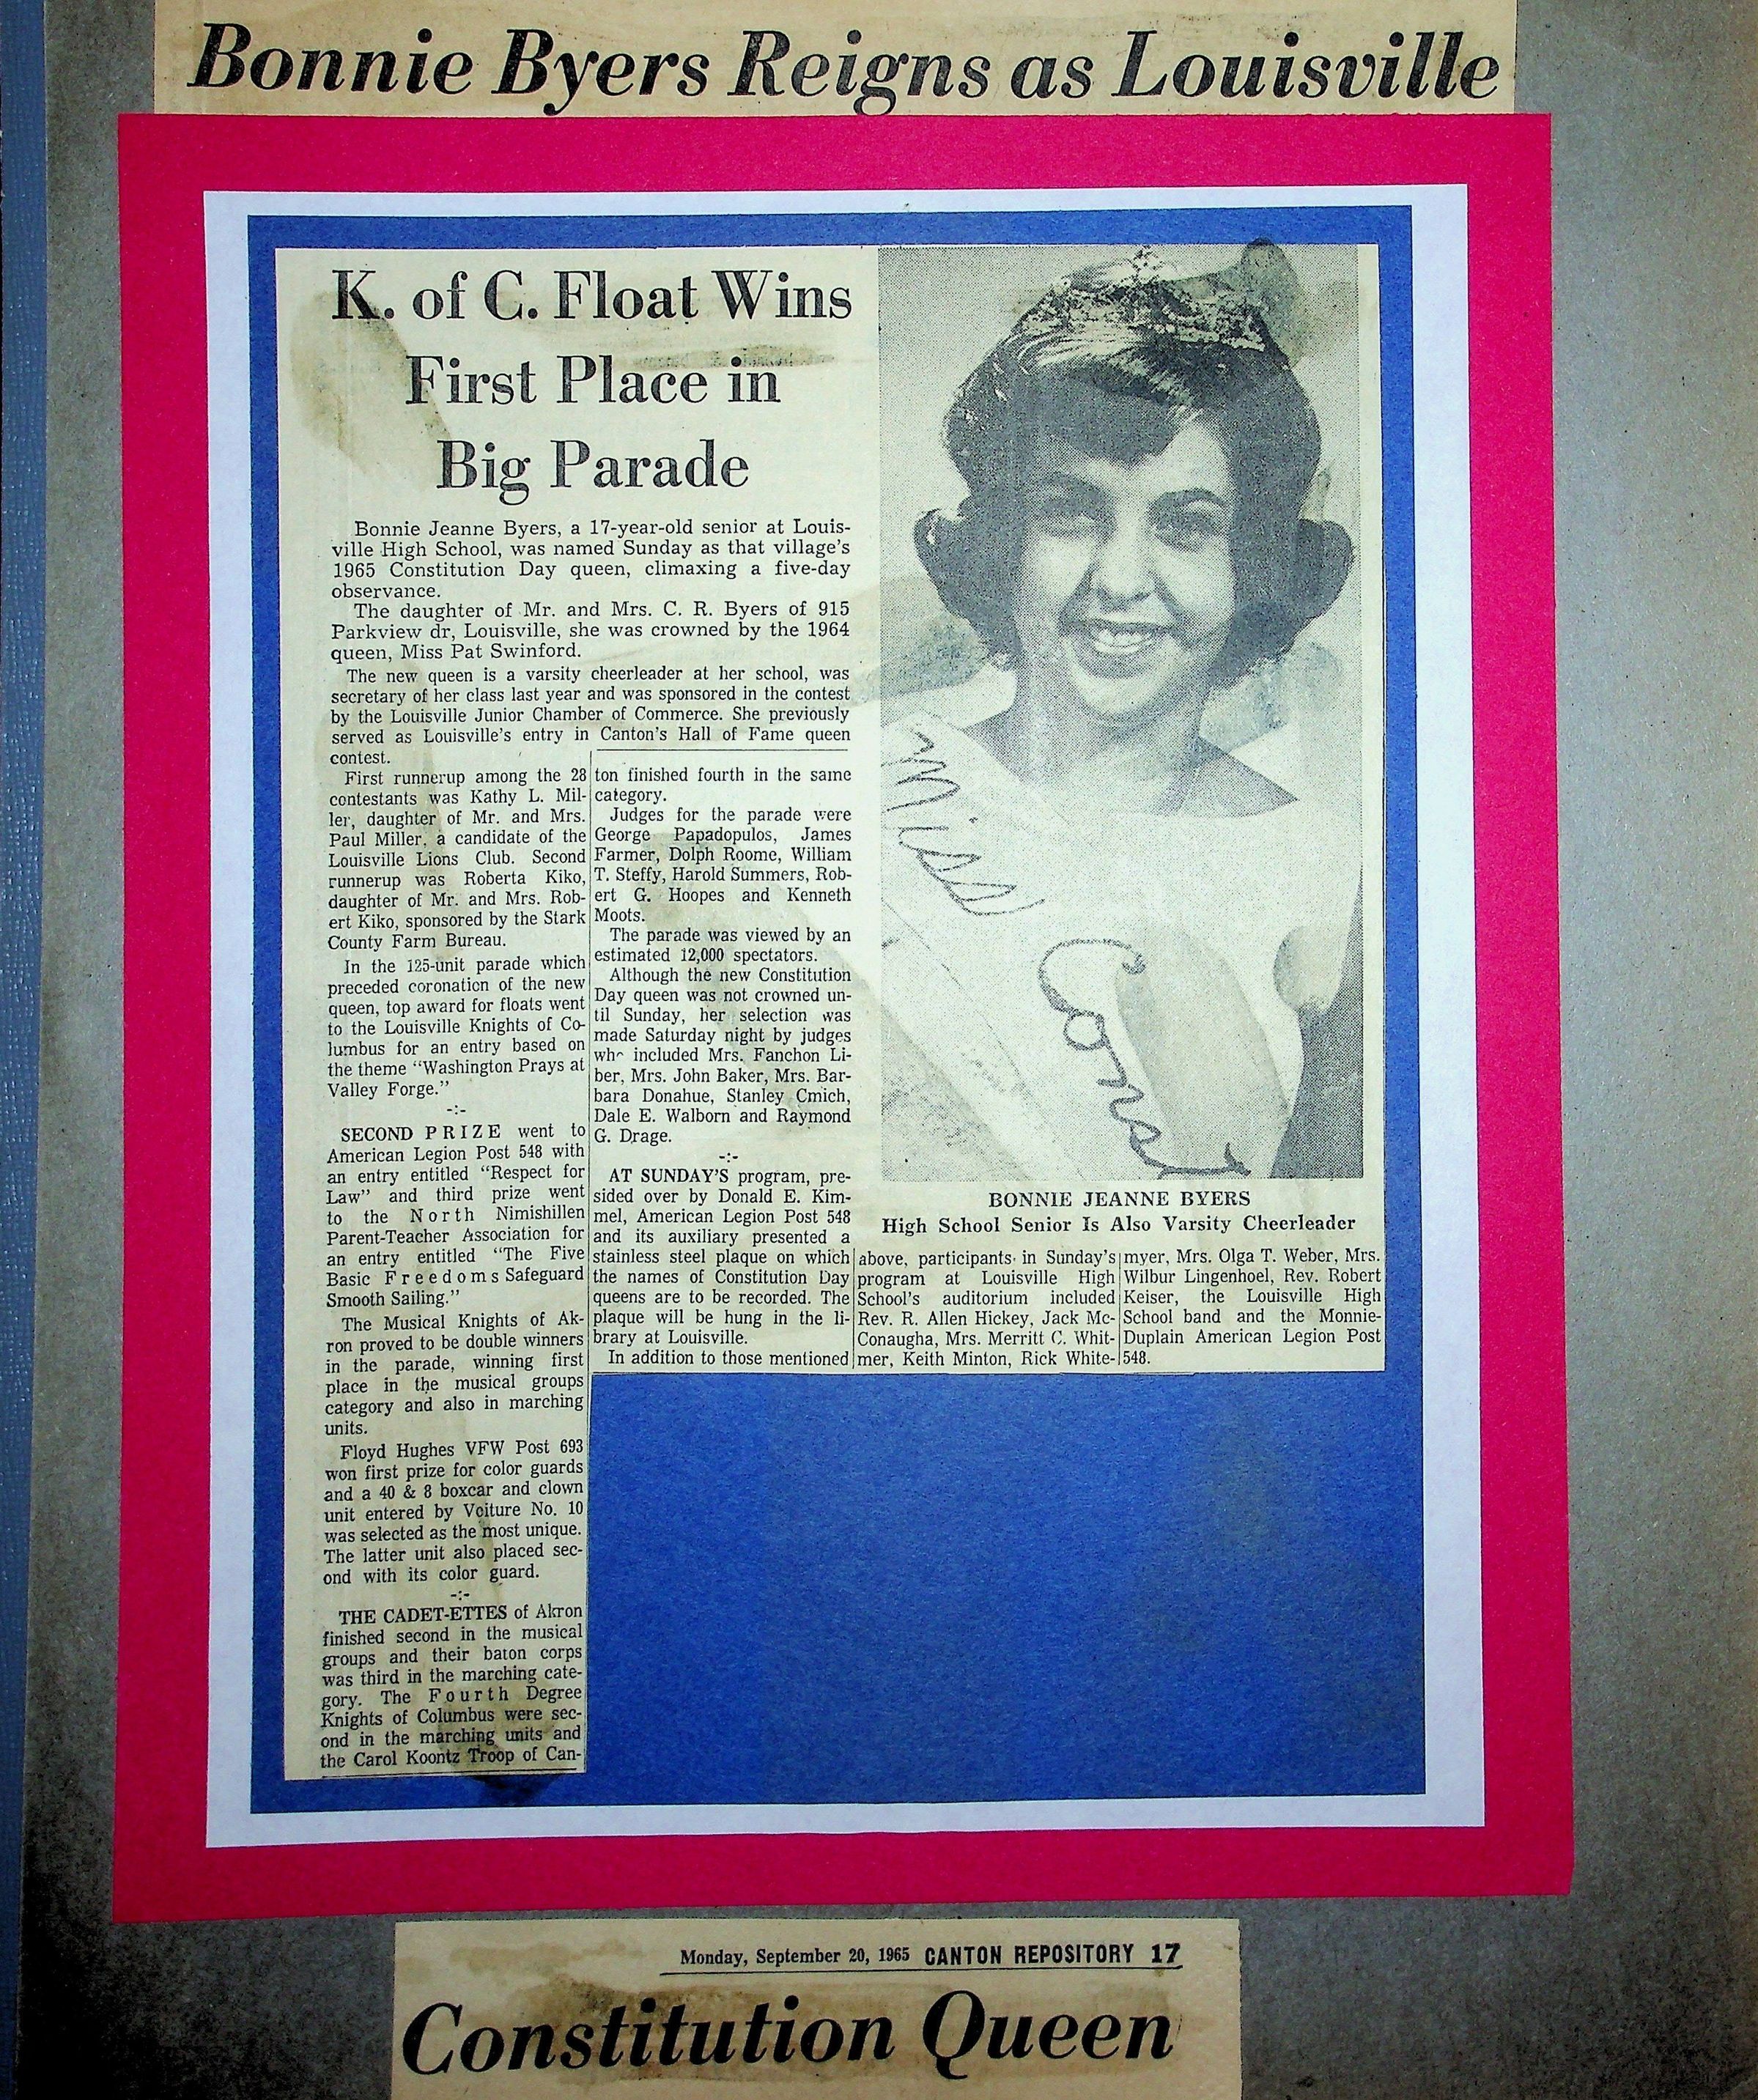 Bonnie Byers Reigns as Louisville
K. of C. Float Wins
First Place in
Big Parade
Bonnie Jeanne Byers, a 17-year-old senior at Louis-
ville High School, was named Sunday as that village's
1965 Constitution Day queen, climaxing a five-day
observance.
The daughter of Mr. and Mrs. C. R. Byers of 915
Parkview dr, Louisville, she was crowned by the 1964
queen, Miss Pat Swinford.
The new queen is a varsity cheerleader at her school, was
secretary of her class last year and was sponsored in the contest
by the Louisville Junior Chamber of Commerce. She previously
served as Louisville's entry in Canton's Hall of Fame queen
contest.
First runnerup among the 28
contestants was Kathy L. Mil-
ler, daughter of Mr. and Mrs.
Paul Miller, a candidate of the
Louisville Lions Club. Second
runnerup was Roberta Kiko,
daughter of Mr. and Mrs. Rob-
ert Kiko, sponsored by the Stark
County Farm Bureau.
In the 125-unit parade which
preceded coronation of the new
queen, top award for floats went
to the Louisville Knights of Co-
lumbus for an entry based on
the theme "Washington Prays at
Valley Forge."
-:-
SECOND PRIZE went to
American Legion Post 548 with
an entry entitled "Respect for
Law" and third prize went
to the North Nimishillen
Parent-Teacher Association for
an entry entitled "The Five
Basic Freedoms Safeguard
Smooth Sailing."
The Musical Knights of Ak-
ron proved to be double winners
in the parade, winning first
place in the musical groups
category and also in marching
units.
Floyd Hughes VFW Post 693
won first prize for color guards
and a 40 & 8 boxcar and clown
unit entered by Voiture No. 10
was selected as the most unique.
The latter unit also placed sec-
ond with its color guard.
-:-
THE CADET-ETTES of Akron
finished second in the musical
groups and their baton corps
was third in the marching cate-
gory. The Fourth Degree
Knights of Columbus were sec-
ond in the marching units and
the Carol Koontz Troop of Can-
ton finished fourth in the same
category.
Judges for the parade were
George Papadopulos, James
Farmer, Dolph Roome, William
T. Steffy, Harold Summers, Rob-
ert G. Hoopes and Kenneth
Moots.
The parade was viewed by an
estimated 12,000 spectators.
Although the new Constitution
Day queen was not crowned un-
til Sunday, her selection was
made Saturday night by judges
who included Mrs. Fanchon Li-
ber, Mrs. John Baker, Mrs. Bar-
bara Donahue, Stanley Cmich,
Dale E. Walborn and Raymond
G. Drage.
-:-
AT SUNDAY'S program, pre-
sided over by Donald E. Kim-
mel, American Legion Post 548
and its auxiliary presented a
stainless steel plaque on which
the names of Constitution Day
queens are to be recorded. The
plaque will be hung in the li-
brary at Louisville.
In addition to those mentioned
above, participants in Sunday's
program at Louisville High
School's auditorium included
Rev. R. Allen Hickey, Jack Mc-
Conaugha, Mrs. Merritt C. Whit-
mer, Keith Minton, Rick White-
myer, Mrs. Olga T. Weber, Mrs.
Wilbur Lingenhoel, Rev. Robert
Keiser, the Louisville High
School band and the Monnie-
Duplain American Legion Post
548.
Miss
Const
BONNIE JEANNE BYERS
High School Senior Is Also Varsity Cheerleader
Monday, September 20, 1965 CANTON REPOSITORY 17
Constitution Queen